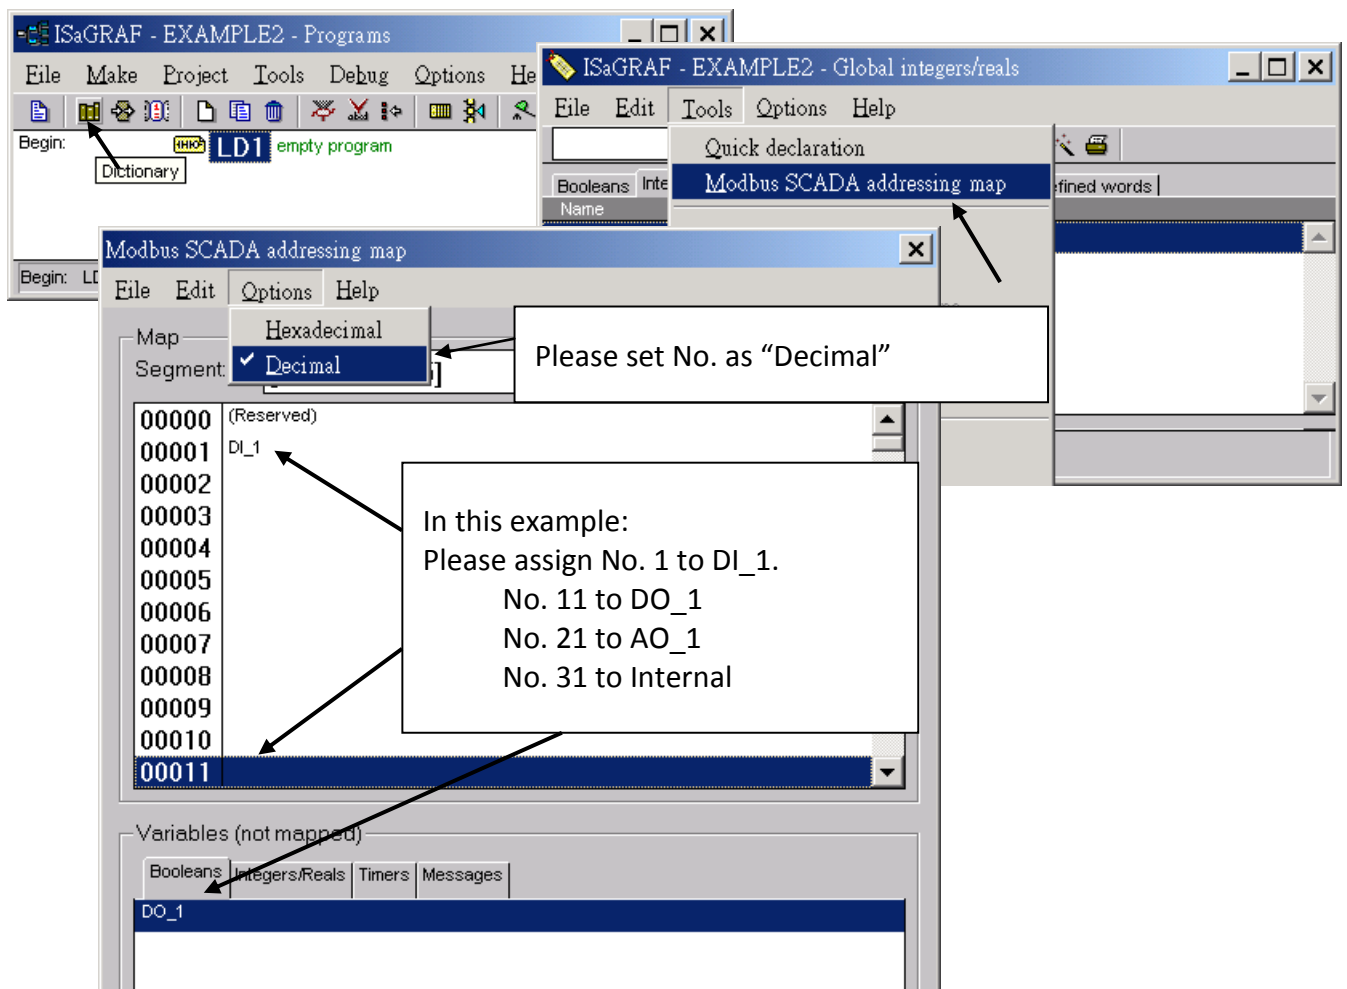 ISaGRAF - EXAMPLE2 - Programs
File Make Project Tools Debug Options He
Begin: LD1 empty program
Dictionary
Begin: LD
ISaGRAF - EXAMPLE2 - Global integers/reals
File Edit Tools Options Help
Quick declaration
Booleans Inte Modbus SCADA addressing map efined words
Name
Modbus SCADA addressing map
File Edit Options Help
Hexadecimal
Map
Segment: Decimal
Please set No. as “Decimal”
00000 (Reserved)
00001 DI_1
00002
00003
00004
00005
00006
00007
00008
00009
00010
00011
In this example:
Please assign No. 1 to DI_1.
No. 11 to DO_1
No. 21 to AO_1
No. 31 to Internal
Variables (not mapped)
Booleans Integers/Reals Timers Messages
DO_1